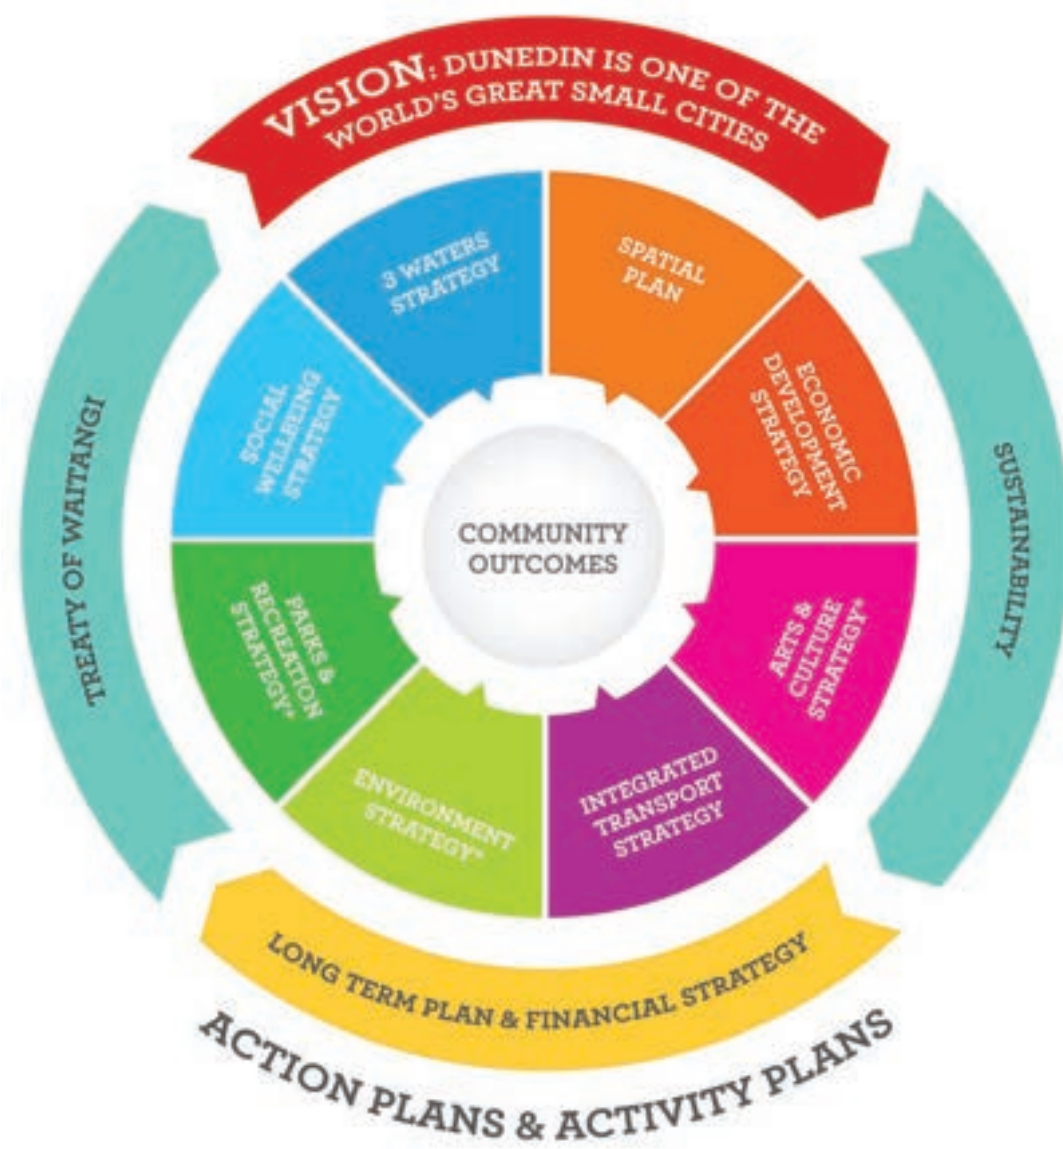 VISION: DUNEDIN IS ONE OF THE
WORLD'S GREAT SMALL CITIES
3 WATERS
STRATEGY
SPATIAL
PLAN
ECONOMIC
DEVELOPMENT
STRATEGY
ARTS &
CULTURE
STRATEGY*
INTEGRATED
TRANSPORT
STRATEGY
ENVIRONMENT
STRATEGY*
PARKS &
RECREATION
STRATEGY*
SOCIAL
WELLBEING
STRATEGY
COMMUNITY
OUTCOMES
TREATY OF WAITANGI
SUSTAINABILITY
LONG TERM PLAN & FINANCIAL STRATEGY
ACTION PLANS & ACTIVITY PLANS